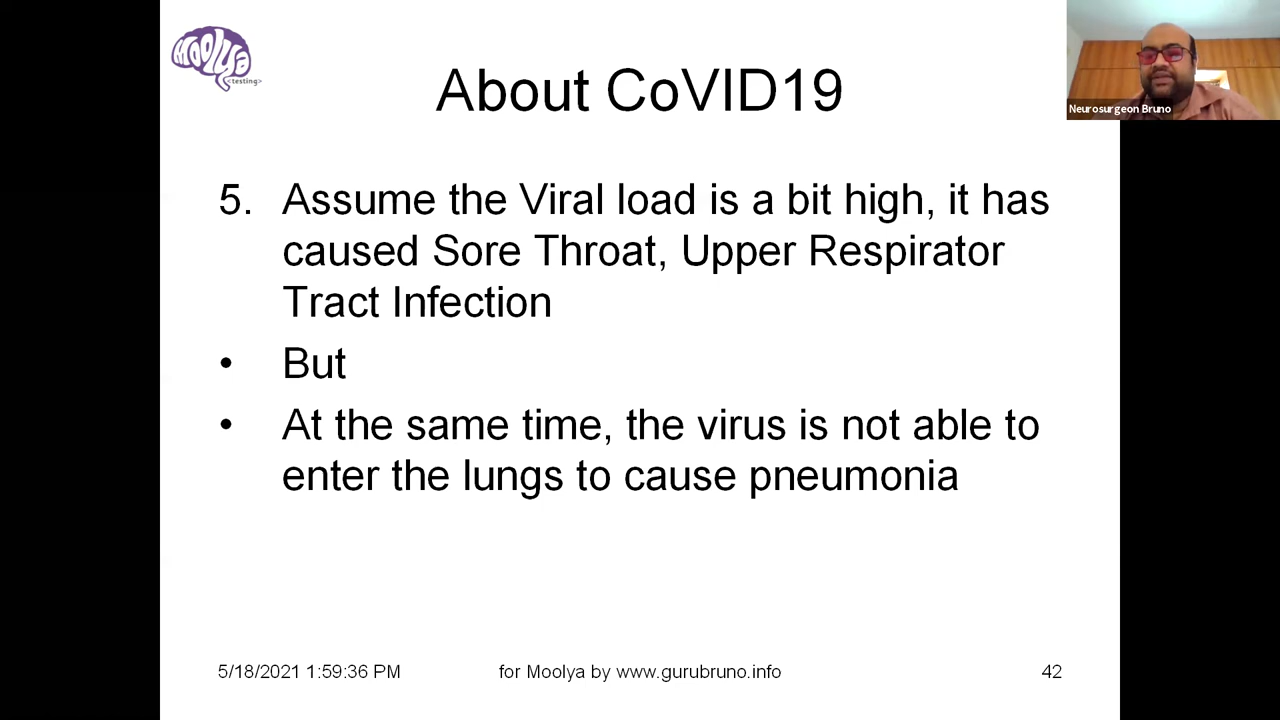 Moolya
<testing>
About CoVID19
Neurosurgeon Bruno
5. Assume the Viral load is a bit high, it has
caused Sore Throat, Upper Respirator
Tract Infection
• But
• At the same time, the virus is not able to
enter the lungs to cause pneumonia
5/18/2021 1:59:36 PM for Moolya by www.gurubruno.info 42